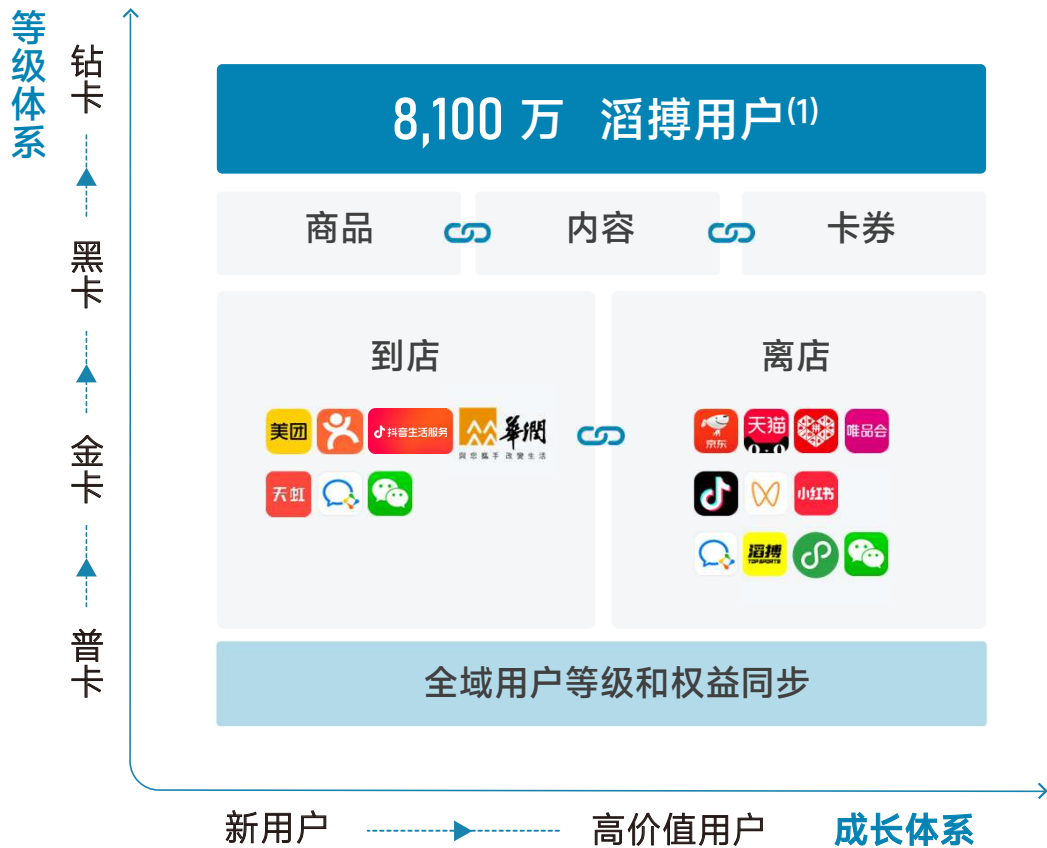 等级体系
钻卡
黑卡
金卡
普卡
8,100 万 滔搏用户(1)
商品
内容
卡券
到店
美团
抖音生活服务
華潤
與您攜手 改變生活
天虹
离店
京东
天猫
拼
唯品会
小红书
滔搏
TOPSPORTS
全域用户等级和权益同步
新用户
高价值用户
成长体系